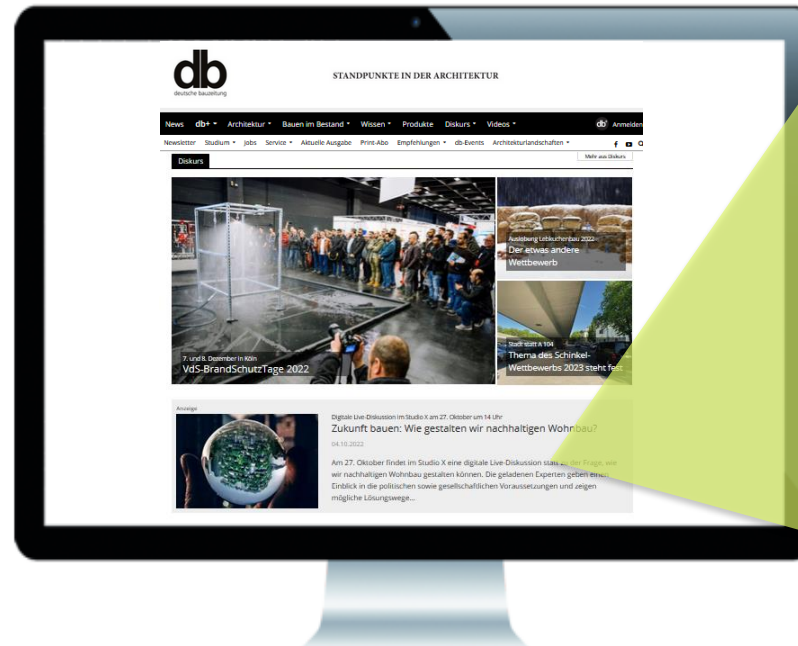 db
deutsche bauzeitung
STANDPUNKTE IN DER ARCHITEKTUR
News db+ Architektur Bauen im Bestand Wissen Produkte Diskurs Videos db Anmelden
Newsletter Studium Jobs Service Aktuelle Ausgabe Print-Abo Empfehlungen db-Events Architekturlandschaften
Diskurs
Mehr aus Diskurs
7. und 8. Dezember in Köln
VdS-BrandSchutzTage 2022
Auslobung Lebkuchenbau 2022
Der etwas andere
Wettbewerb
Stadt statt A 104
Thema des Schinkel-
Wettbewerbs 2023 steht fest
Anzeige
Digitale Live-Diskussion im Studio X am 27. Oktober um 14 Uhr
Zukunft bauen: Wie gestalten wir nachhaltigen Wohnbau?
04.10.2022
Am 27. Oktober findet im Studio X eine digitale Live-Diskussion statt zu der Frage, wie
wir nachhaltigen Wohnbau gestalten können. Die geladenen Experten geben einen
Einblick in die politischen sowie gesellschaftlichen Voraussetzungen und zeigen
mögliche Lösungswege...